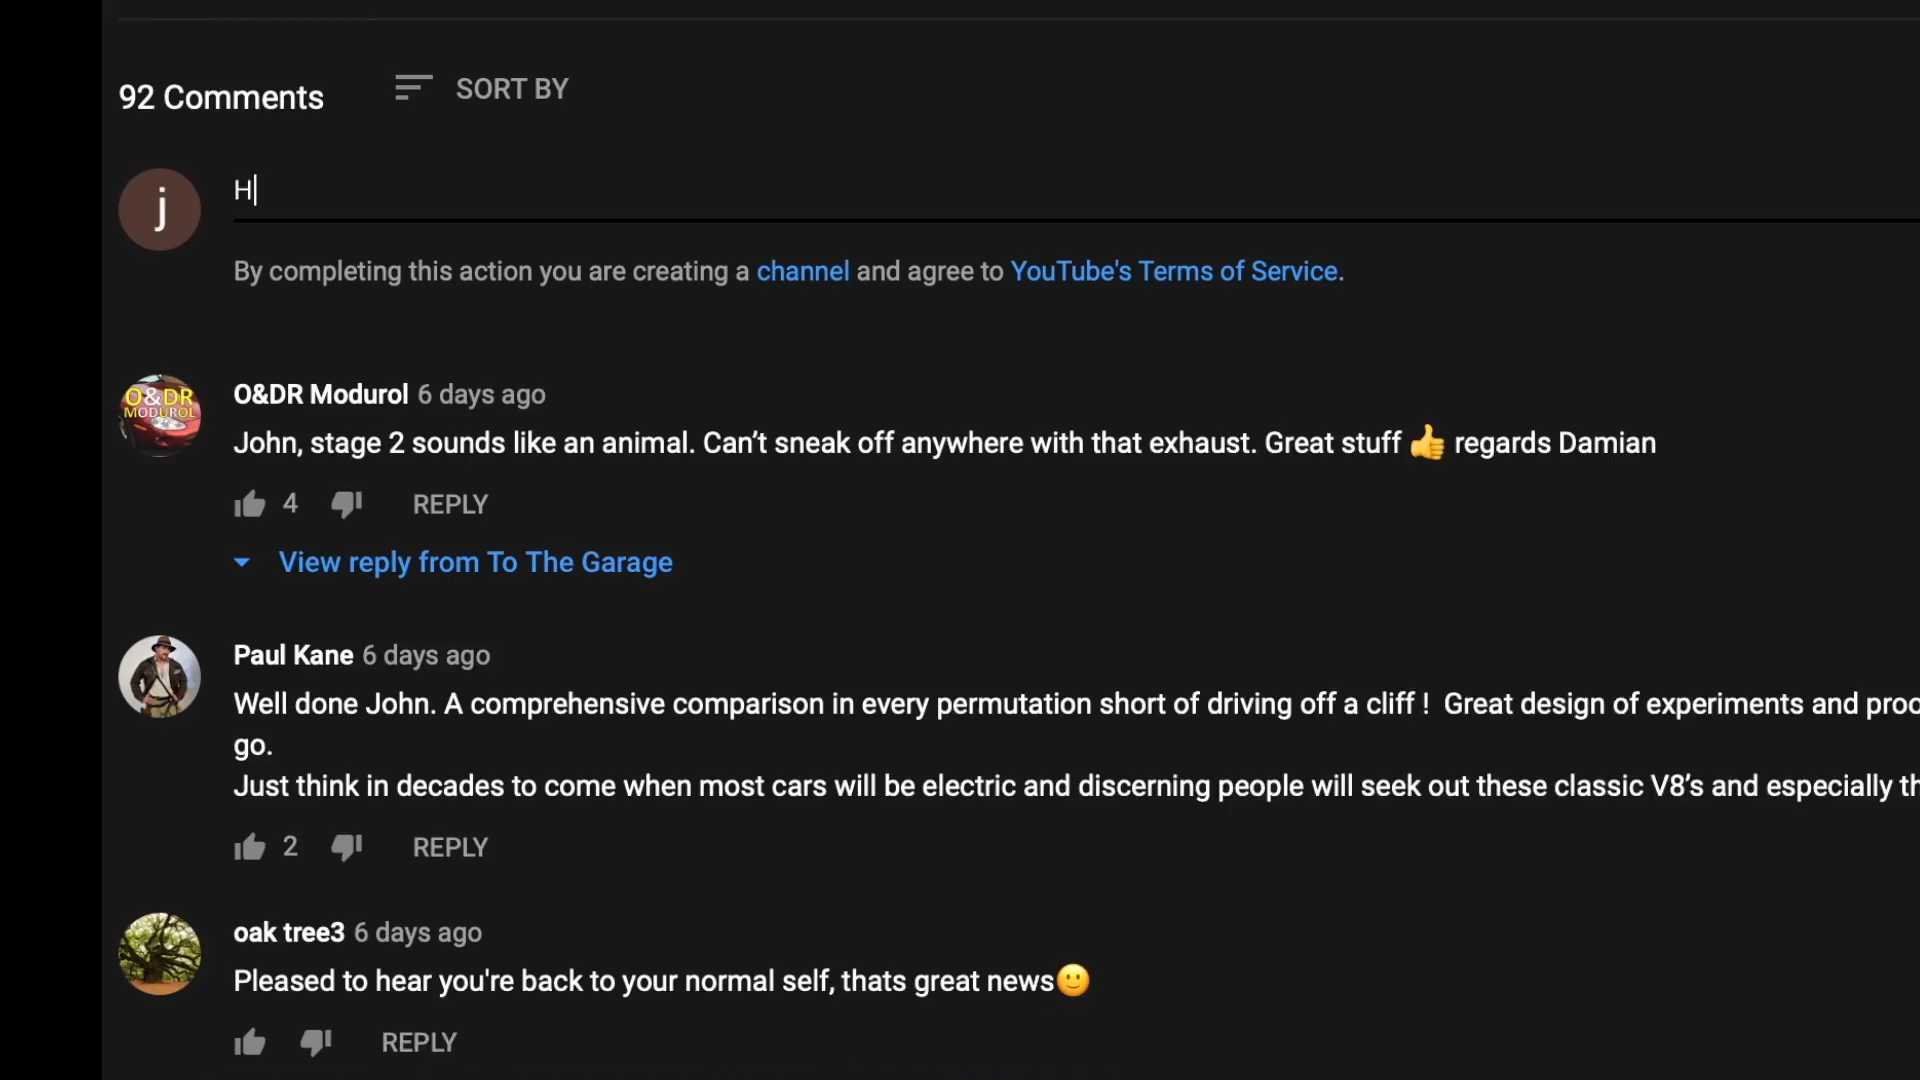 92 Comments
SORT BY
j
H
By completing this action you are creating a channel and agree to YouTube's Terms of Service.
O&DR
MODUROL
O&DR Modurol 6 days ago
John, stage 2 sounds like an animal. Can’t sneak off anywhere with that exhaust. Great stuff 👍 regards Damian
4 REPLY
View reply from To The Garage
Paul Kane 6 days ago
Well done John. A comprehensive comparison in every permutation short of driving off a cliff ! Great design of experiments and
go.
Just think in decades to come when most cars will be electric and discerning people will seek out these classic V8’s and especially
2 REPLY
oak tree3 6 days ago
Pleased to hear you're back to your normal self, thats great news🙂
REPLY